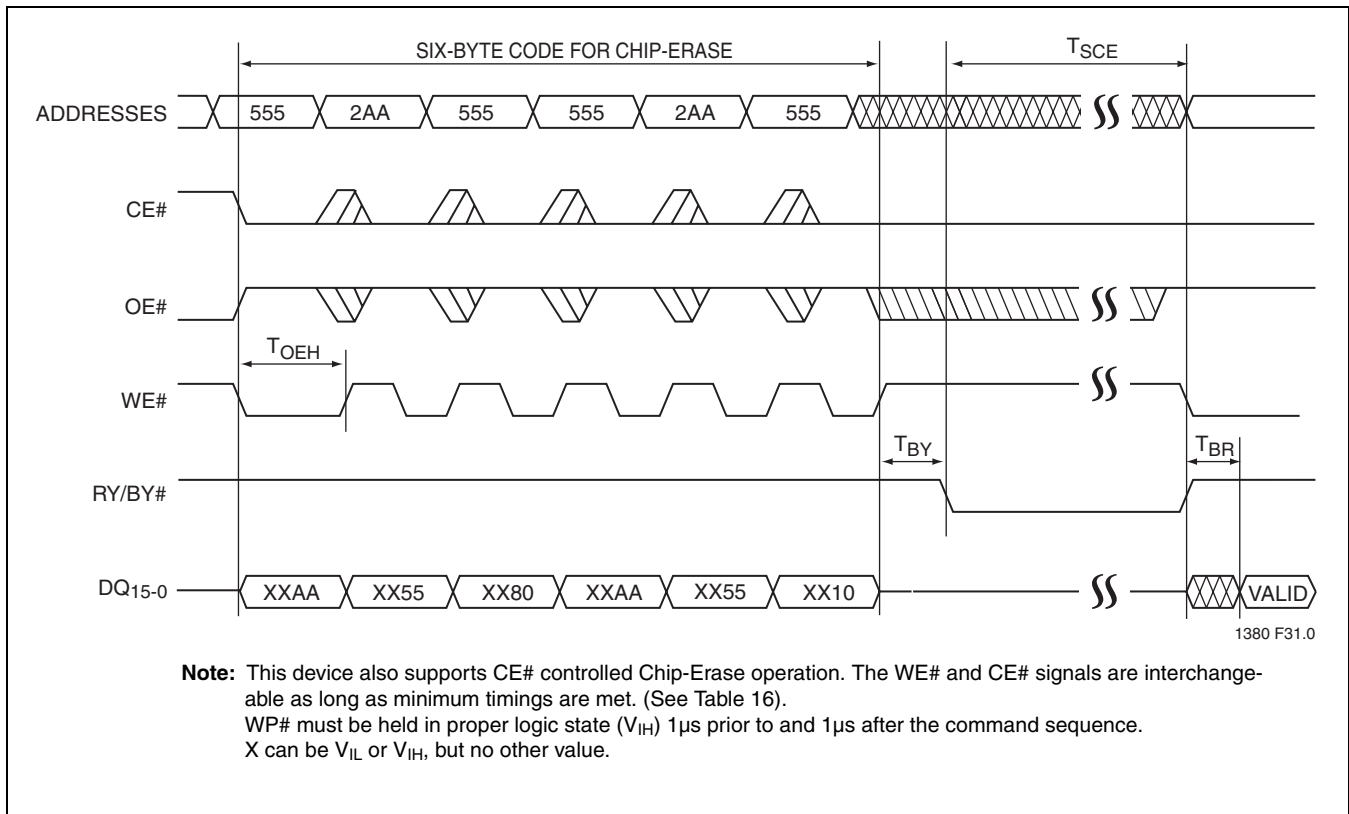 SIX-BYTE CODE FOR CHIP-ERASE
TSCE
ADDRESSES 555 2AA 555 555 2AA 555
CE#
OE#
TOEH
WE#
TBY TBR
RY/BY#
DQ15-0 XXAA XX55 XX80 XXAA XX55 XX10 VALID
1380 F31.0
Note: This device also supports CE# controlled Chip-Erase operation. The WE# and CE# signals are interchange-
able as long as minimum timings are met. (See Table 16).
WP# must be held in proper logic state (VIH) 1µs prior to and 1µs after the command sequence.
X can be VIL or VIH, but no other value.